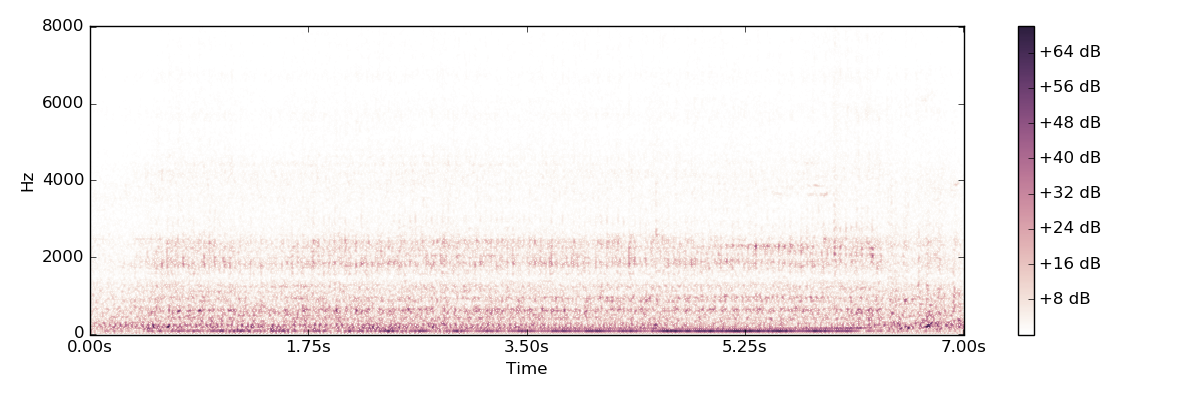 8000
6000
4000
2000
0
Hz
0.00s 1.75s 3.50s 5.25s 7.00s
Time
+64 dB
+56 dB
+48 dB
+40 dB
+32 dB
+24 dB
+16 dB
+8 dB